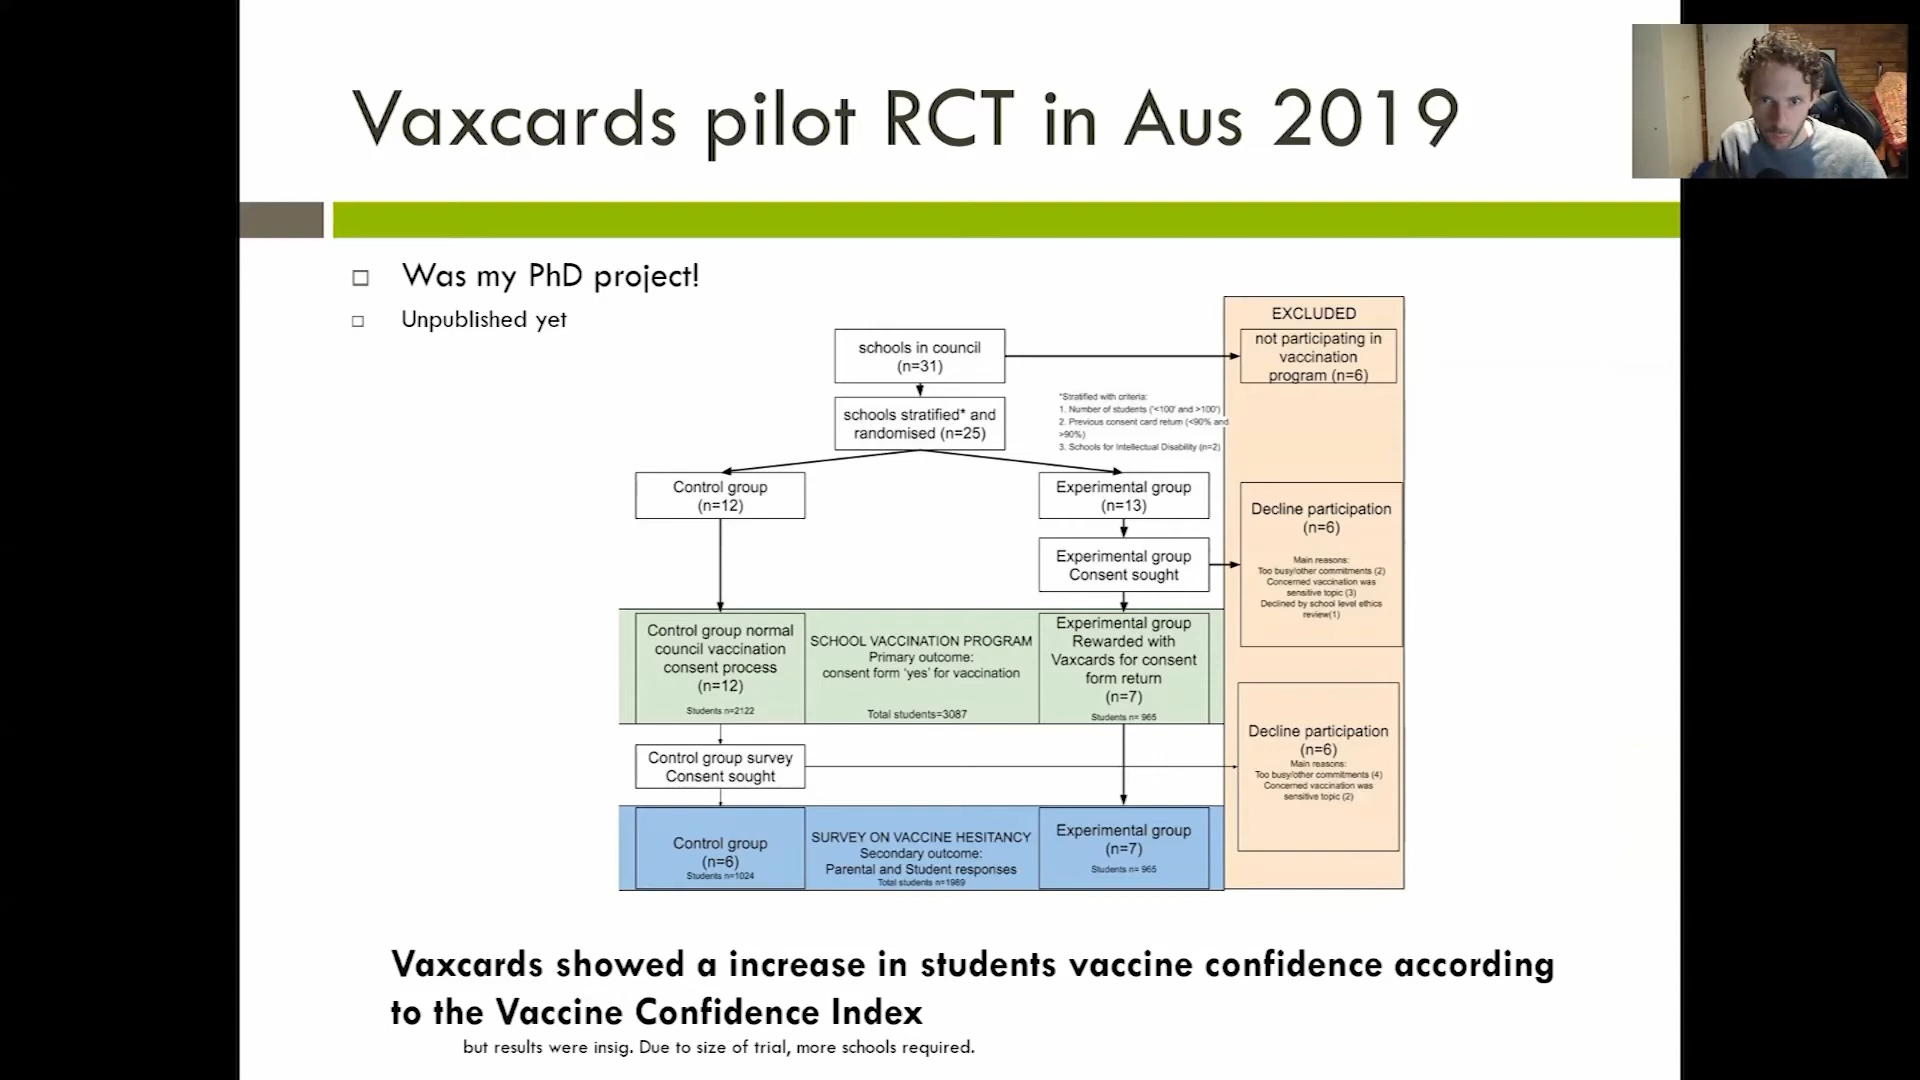 Vaxcards pilot RCT in Aus 2019
Was my PhD project!
Unpublished yet
schools in council
(n=31)
EXCLUDED
not participating in
vaccination
program (n=6)
schools stratified* and
randomised (n=25)
*Stratified with criteria:
1. Number of students ('<100' and >100')
2. Previous consent card return (<90% and
>90%)
3. Schools for Intellectual Disability (n=2)
Control group
(n=12)
Experimental group
(n=13)
Experimental group
Consent sought
Decline participation
(n=6)
Main reasons:
Too busy/other commitments (2)
Concerned vaccination was
sensitive topic (3)
Declined by school level ethics
review(1)
Control group normal
council vaccination
consent process
(n=12)
Students n=2122
SCHOOL VACCINATION PROGRAM
Primary outcome:
consent form ‘yes’ for vaccination
Total students=3087
Experimental group
Rewarded with
Vaxcards for consent
form return
(n=7)
Students n= 965
Control group survey
Consent sought
Decline participation
(n=6)
Main reasons:
Too busy/other commitments (4)
Concerned vaccination was
sensitive topic (2)
Control group
(n=6)
Students n=1024
SURVEY ON VACCINE HESITANCY
Secondary outcome:
Parental and Student responses
Total students n=1989
Experimental group
(n=7)
Students n= 965
Vaxcards showed a increase in students vaccine confidence according
to the Vaccine Confidence Index
but results were insig. Due to size of trial, more schools required.